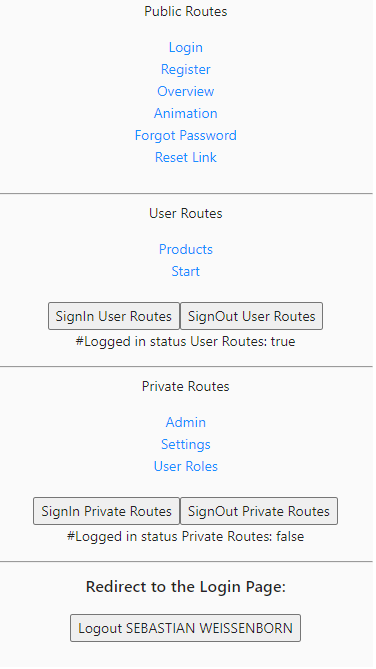 Public Routes
Login
Register
Overview
Animation
Forgot Password
Reset Link
User Routes
Products
Start
SignIn User Routes SignOut User Routes
#Logged in status User Routes: true
Private Routes
Admin
Settings
User Roles
SignIn Private Routes SignOut Private Routes
#Logged in status Private Routes: false
Redirect to the Login Page:
Logout SEBASTIAN WEISSENBORN